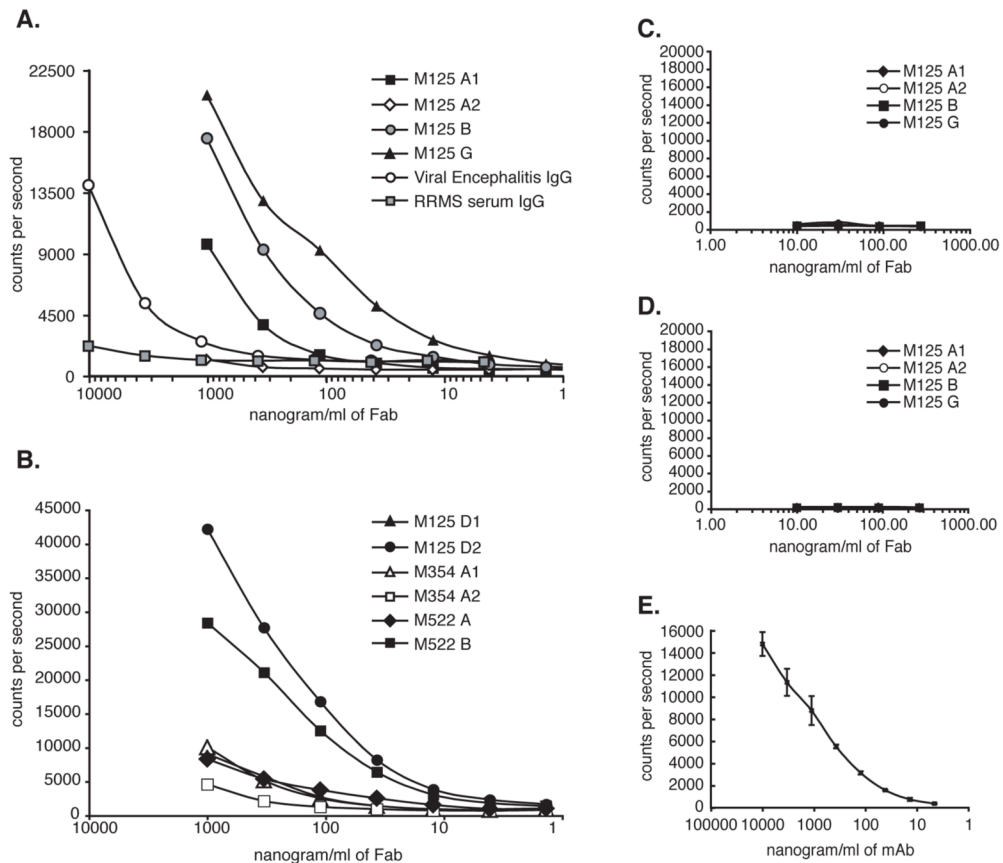 A.
22500
18000
13500
9000
4500
0
counts per second
10000 1000 100 10 1
nanogram/ml of Fab
M125 A1
M125 A2
M125 B
M125 G
Viral Encephalitis IgG
RRMS serum IgG
B.
45000
40000
35000
30000
25000
20000
15000
10000
5000
0
counts per second
10000 1000 100 10 1
nanogram/ml of Fab
M125 D1
M125 D2
M354 A1
M354 A2
M522 A
M522 B
C.
20000
18000
16000
14000
12000
10000
8000
6000
4000
2000
0
counts per second
1.00 10.00 100.00 1000.00
nanogram/ml of Fab
M125 A1
M125 A2
M125 B
M125 G
D.
20000
18000
16000
14000
12000
10000
8000
6000
4000
2000
0
counts per second
1.00 10.00 100.00 1000.00
nanogram/ml of Fab
M125 A1
M125 A2
M125 B
M125 G
E.
16000
14000
12000
10000
8000
6000
4000
2000
0
counts per second
100000 10000 1000 100 10 1
nanogram/ml of mAb